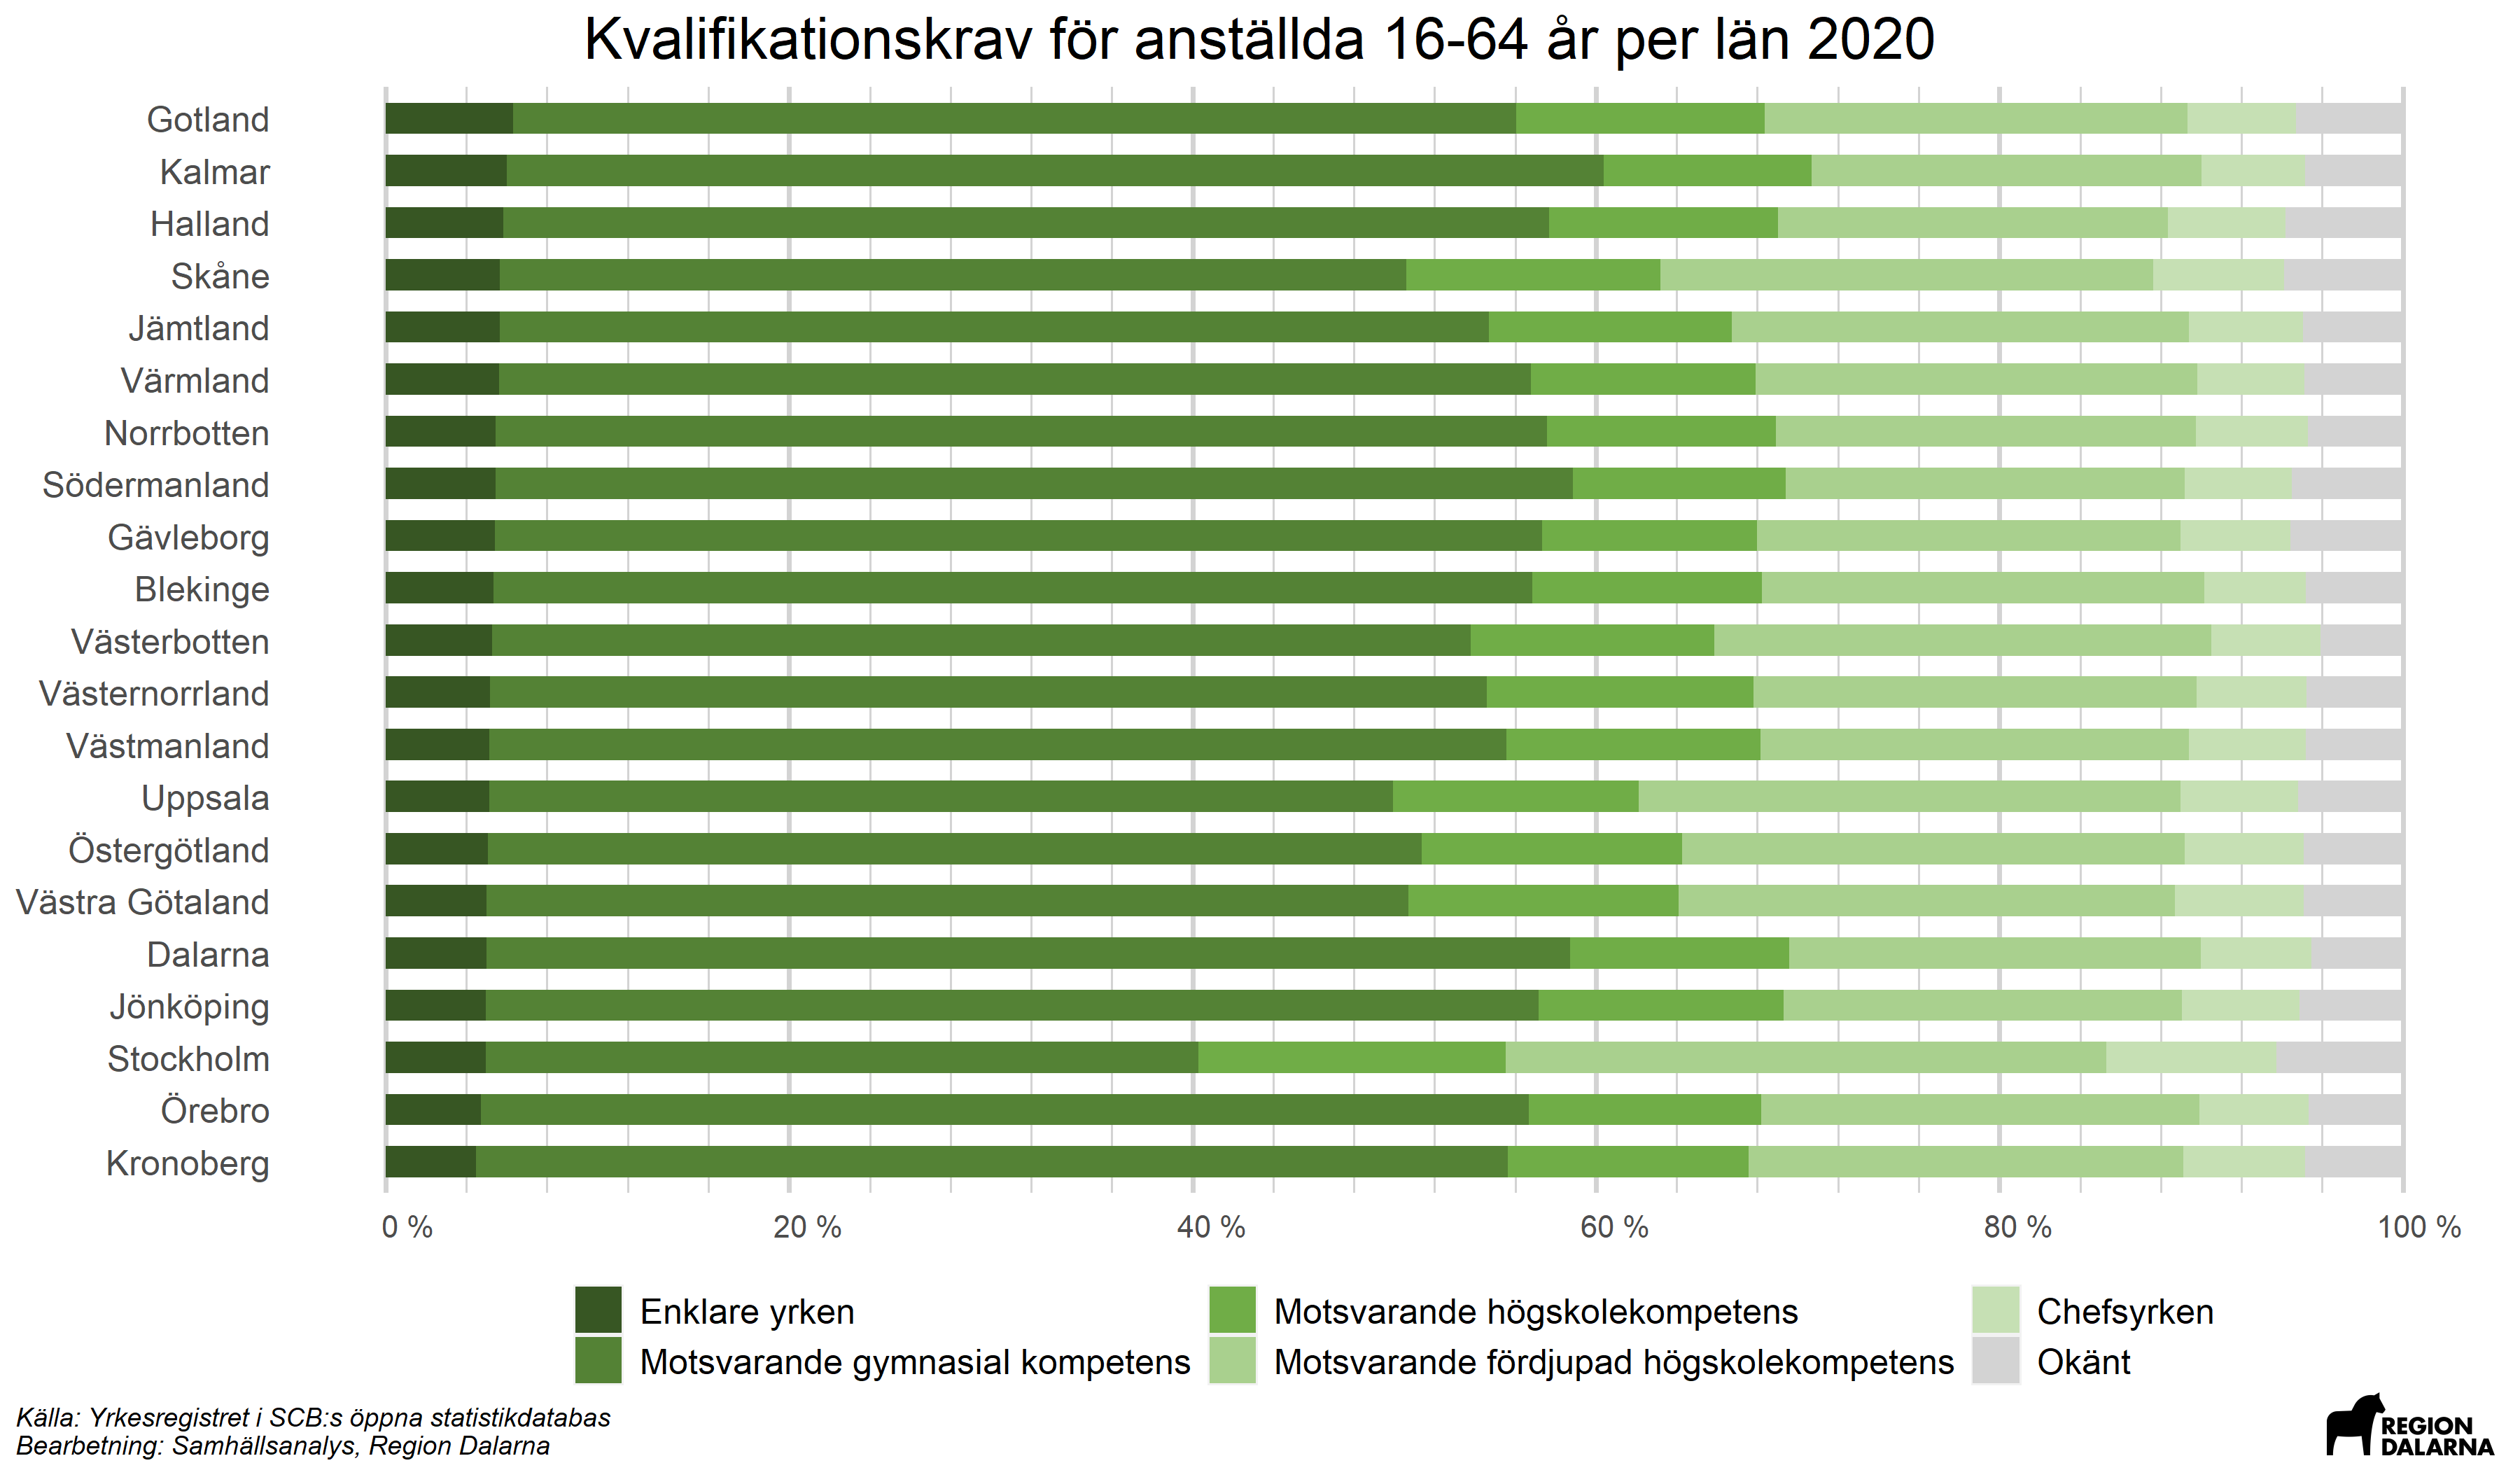 Kvalifikationskrav för anställda 16-64 år per län 2020
Gotland
Kalmar
Halland
Skåne
Jämtland
Värmland
Norrbotten
Södermanland
Gävleborg
Blekinge
Västerbotten
Västernorrland
Västmanland
Uppsala
Östergötland
Västra Götaland
Dalarna
Jönköping
Stockholm
Örebro
Kronoberg
0 % 20 % 40 % 60 % 80 % 100 %
Enklare yrken Motsvarande högskolekompetens Chefsyrken
Motsvarande gymnasial kompetens Motsvarande fördjupad högskolekompetens Okänt
Källa: Yrkesregistret i SCB:s öppna statistikdatabas
Bearbetning: Samhällsanalys, Region Dalarna
REGION
DALARNA